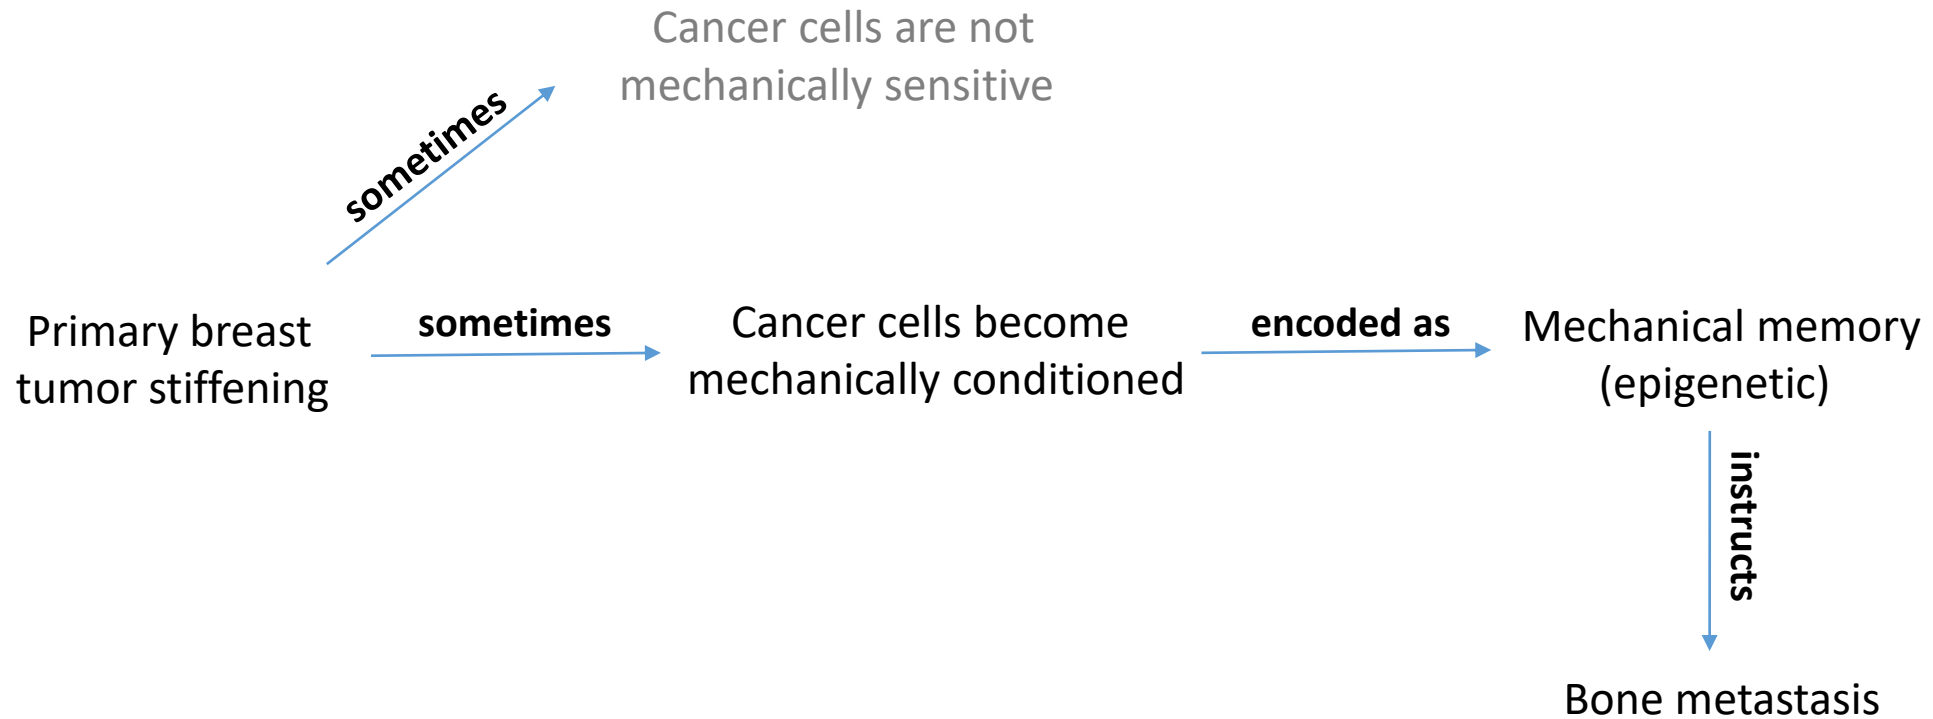 Cancer cells are not
mechanically sensitive
sometimes
Primary breast
tumor stiffening
sometimes
Cancer cells become
mechanically conditioned
encoded as
Mechanical memory
(epigenetic)
instructs
Bone metastasis